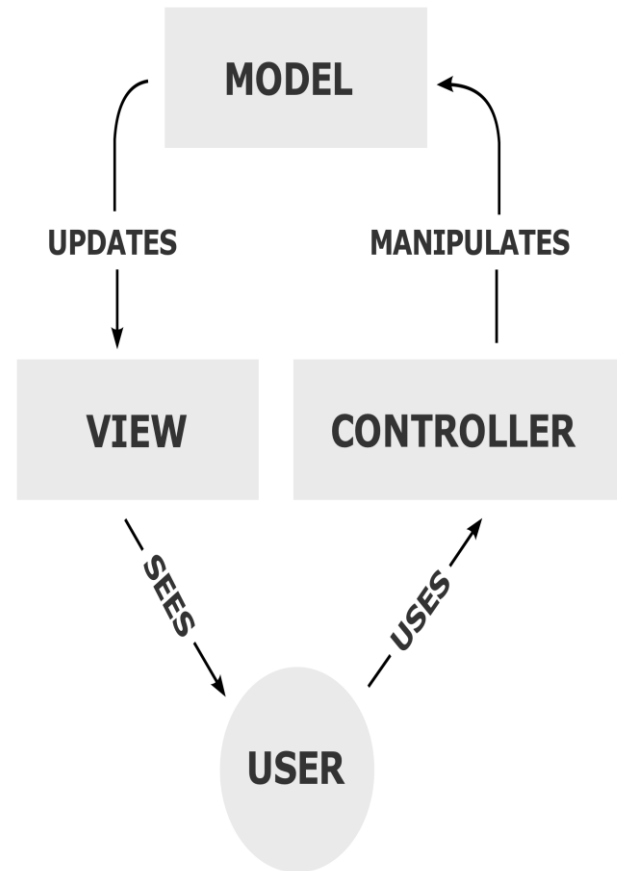 MODEL
UPDATES
MANIPULATES
VIEW
CONTROLLER
SEES
USES
USER